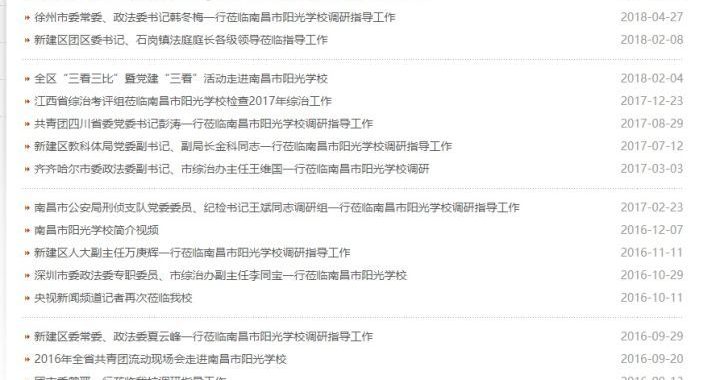 徐州市委常委、政法委书记韩冬梅一行莅临南昌市阳光学校调研指导工作 2018-04-27
新建区团区委书记、石岗镇法庭庭长各级领导莅临指导工作 2018-02-08
全区“三看三比”暨党建“三看”活动走进南昌市阳光学校 2018-02-04
江西省综治考评组莅临南昌市阳光学校检查2017年综治工作 2017-12-23
共青团四川省委党委书记彭涛一行莅临南昌市阳光学校调研指导工作 2017-08-29
新建区教科体局党委副书记、副局长金科同志一行莅临南昌市阳光学校调研指导工作 2017-07-12
齐齐哈尔市委政法委副书记、市综治办主任王维国一行莅临南昌市阳光学校调研 2017-03-03
南昌市公安局刑侦支队党委委员、纪检书记王斌同志调研组一行莅临南昌市阳光学校调研指导工作 2017-02-23
南昌市阳光学校简介视频 2016-12-07
新建区人大副主任万庚辉一行莅临南昌市阳光学校调研指导工作 2016-11-11
深圳市委政法委专职委员、市综治办副主任李同宝一行莅临南昌市阳光学校 2016-10-29
央视新闻频道记者再次莅临我校 2016-10-11
新建区委常委、政法委夏云峰一行莅临南昌市阳光学校调研指导工作 2016-09-29
2016年全省共青团流动现场会走进南昌市阳光学校 2016-09-20